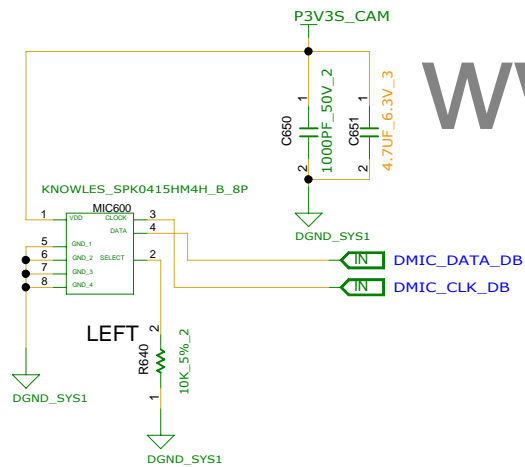 P3V3S_CAM
1
1
C650
1000PF_50V_2
C651
4.7UF_6.3V_3
2
2
DGND_SYS1
KNOWLES_SPK0415HM4H_B_8P
MIC600
1 VDD CLOCK 3
DATA 4
5 GND_1
6 GND_2 SELECT 2
7 GND_3
8 GND_4
IN DMIC_DATA_DB
IN DMIC_CLK_DB
LEFT
2
R640
10K_5%_2
1
DGND_SYS1
DGND_SYS1